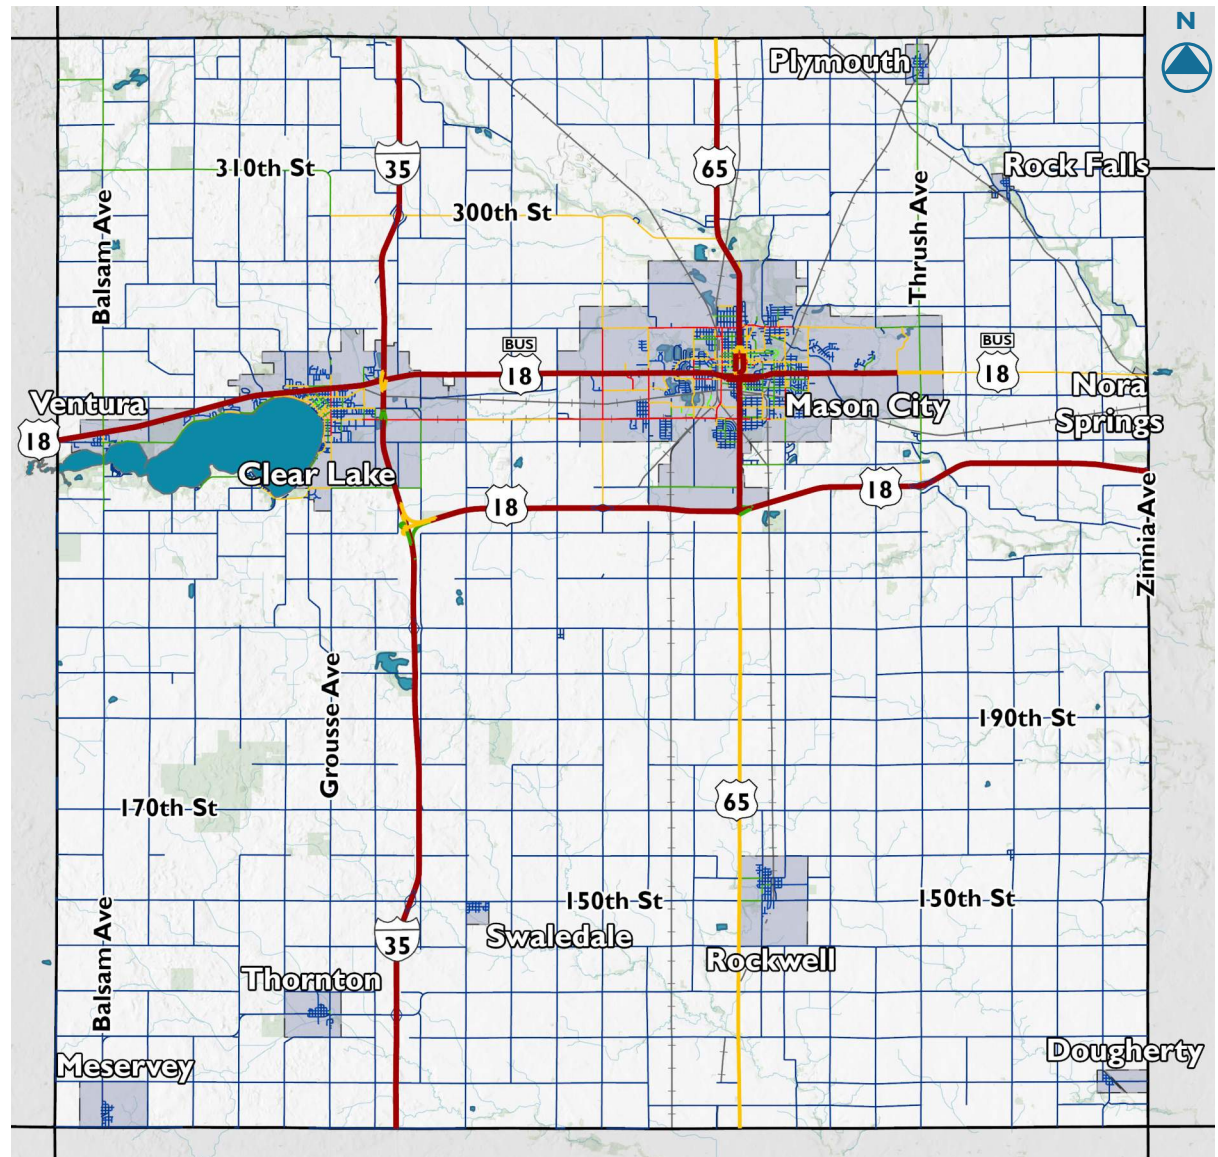 N
Plymouth
310th St
35
65
Rock Falls
Balsam Ave
300th St
Thrush Ave
BUS
18
BUS
18
Ventura
Nora
Springs
Mason City
18
Clear Lake
18
18
Zinnia Ave
Grousse Ave
190th St
170th St
65
150th St
150th St
Balsam Ave
35
Swaledale
Rockwell
Thornton
Meservey
Dougherty